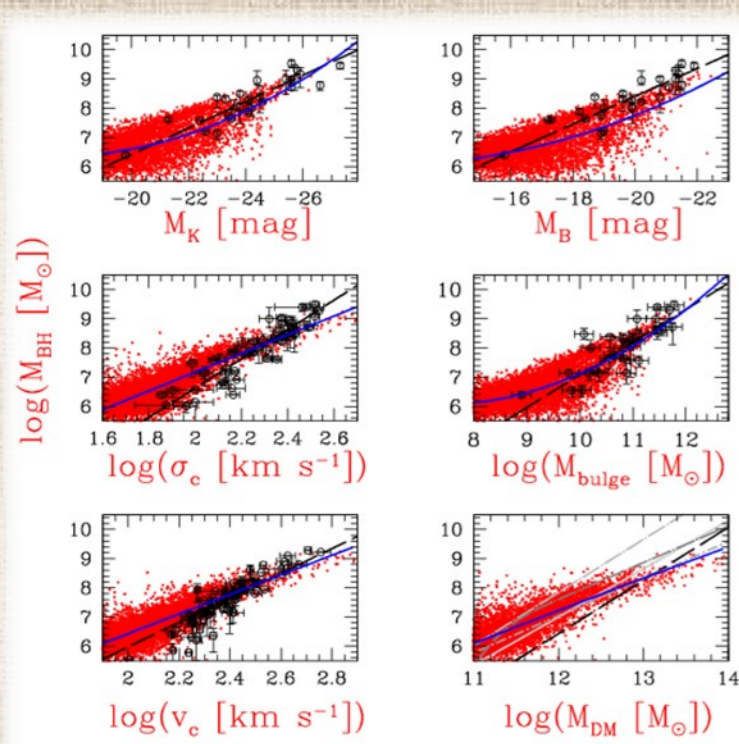 10
9
8
7
6
-20 -22 -24 -26
M_K [mag]
10
9
8
7
6
-16 -18 -20 -22
M_B [mag]
log(M_BH [M_⊙])
10
9
8
7
6
1.6 1.8 2 2.2 2.4 2.6
log(σ_c [km s⁻¹])
10
9
8
7
6
8 9 10 11 12
log(M_bulge [M_⊙])
10
9
8
7
6
2 2.2 2.4 2.6 2.8
log(v_c [km s⁻¹])
10
9
8
7
6
11 12 13 14
log(M_DM [M_⊙])